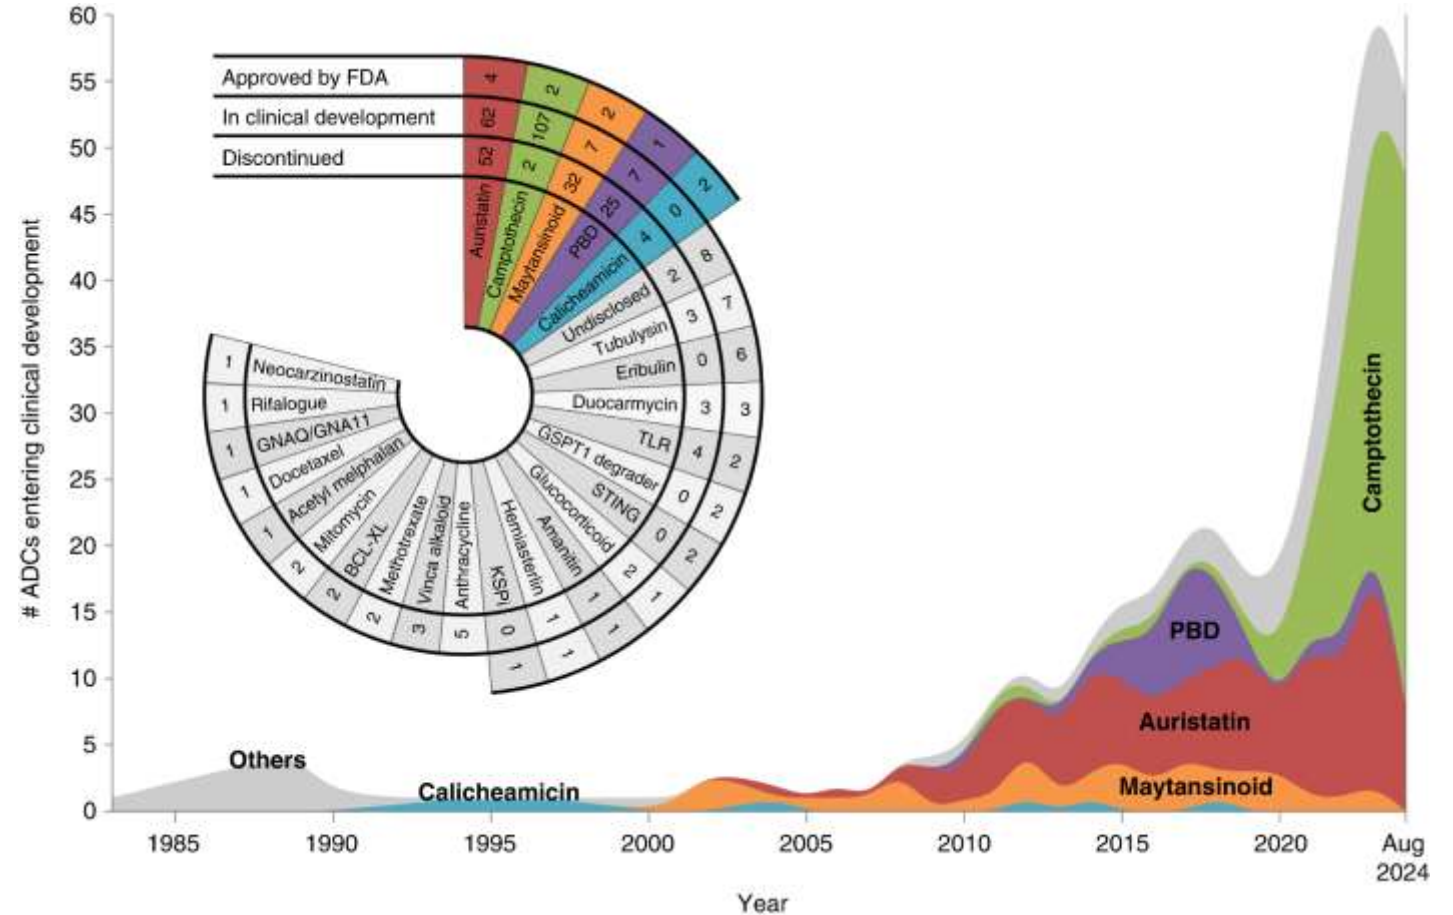 # ADCs entering clinical development
60
55
50
45
40
35
30
25
20
15
10
5
0
Approved by FDA
In clinical development
Discontinued
4
62
52
Auristatin
2
107
2
Camptothecin
2
7
32
Maytansinoid
1
7
25
PBD
2
0
4
Calicheamicin
8
2
Undisclosed
7
3
Tubulysin
6
0
Eribulin
3
3
Duocarmycin
2
4
TLR
2
0
GSPT1 degrader
2
0
STING
1
2
Glucocorticoid
1
1
Amanitin
1
1
Hemiasterlin
1
0
KSPi
5
Anthracycline
3
Vinca alkaloid
2
Methotrexate
2
BCL-XL
2
Mitomycin
1
Acetyl melphalan
1
Docetaxel
1
GNAQ/GNA11
1
Rifalogue
1
Neocarzinostatin
Camptothecin
PBD
Auristatin
Maytansinoid
Others
Calicheamicin
1985
1990
1995
2000
2005
2010
2015
2020
Aug
2024
Year